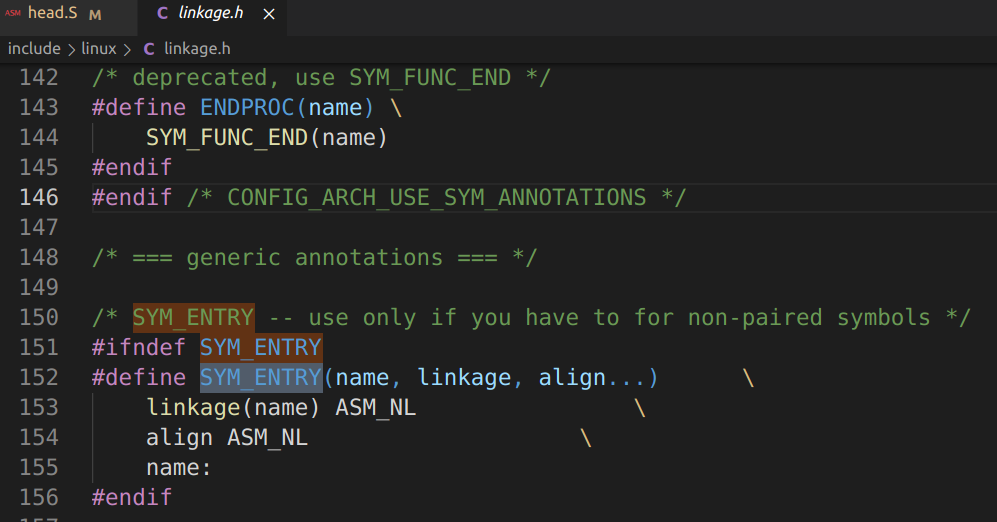 ASM head.S M C linkage.h ×
include > linux > C linkage.h
142 /* deprecated, use SYM_FUNC_END */
143 #define ENDPROC(name) \
144 SYM_FUNC_END(name)
145 #endif
146 #endif /* CONFIG_ARCH_USE_SYM_ANNOTATIONS */
147
148 /* === generic annotations === */
149
150 /* SYM_ENTRY -- use only if you have to for non-paired symbols */
151 #ifndef SYM_ENTRY
152 #define SYM_ENTRY(name, linkage, align...) \
153 linkage(name) ASM_NL \
154 align ASM_NL \
155 name:
156 #endif